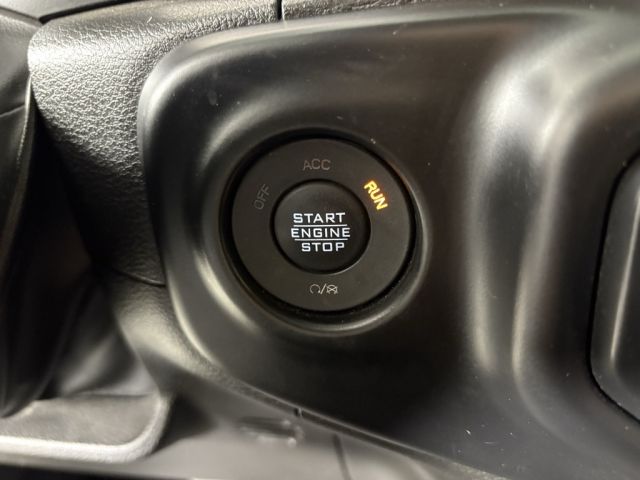 ACC
OFF
RUN
START
ENGINE
STOP